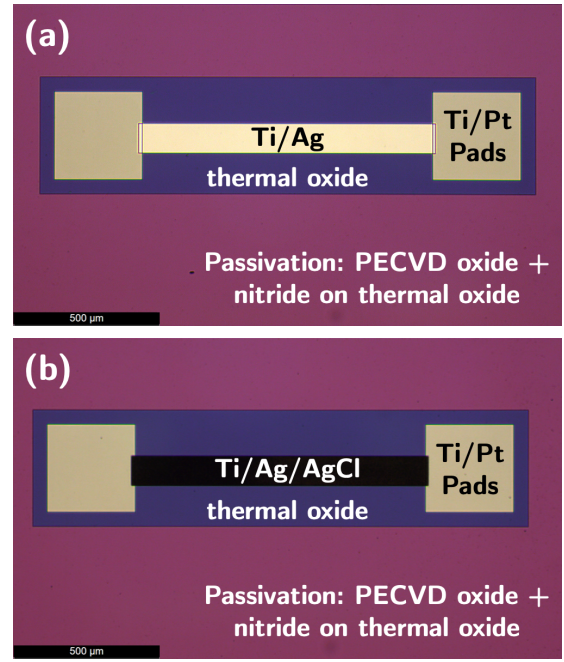 (a)
Ti/Ag
Ti/Pt
Pads
thermal oxide
Passivation: PECVD oxide +
nitride on thermal oxide
500 µm
(b)
Ti/Ag/AgCl
Ti/Pt
Pads
thermal oxide
Passivation: PECVD oxide +
nitride on thermal oxide
500 µm